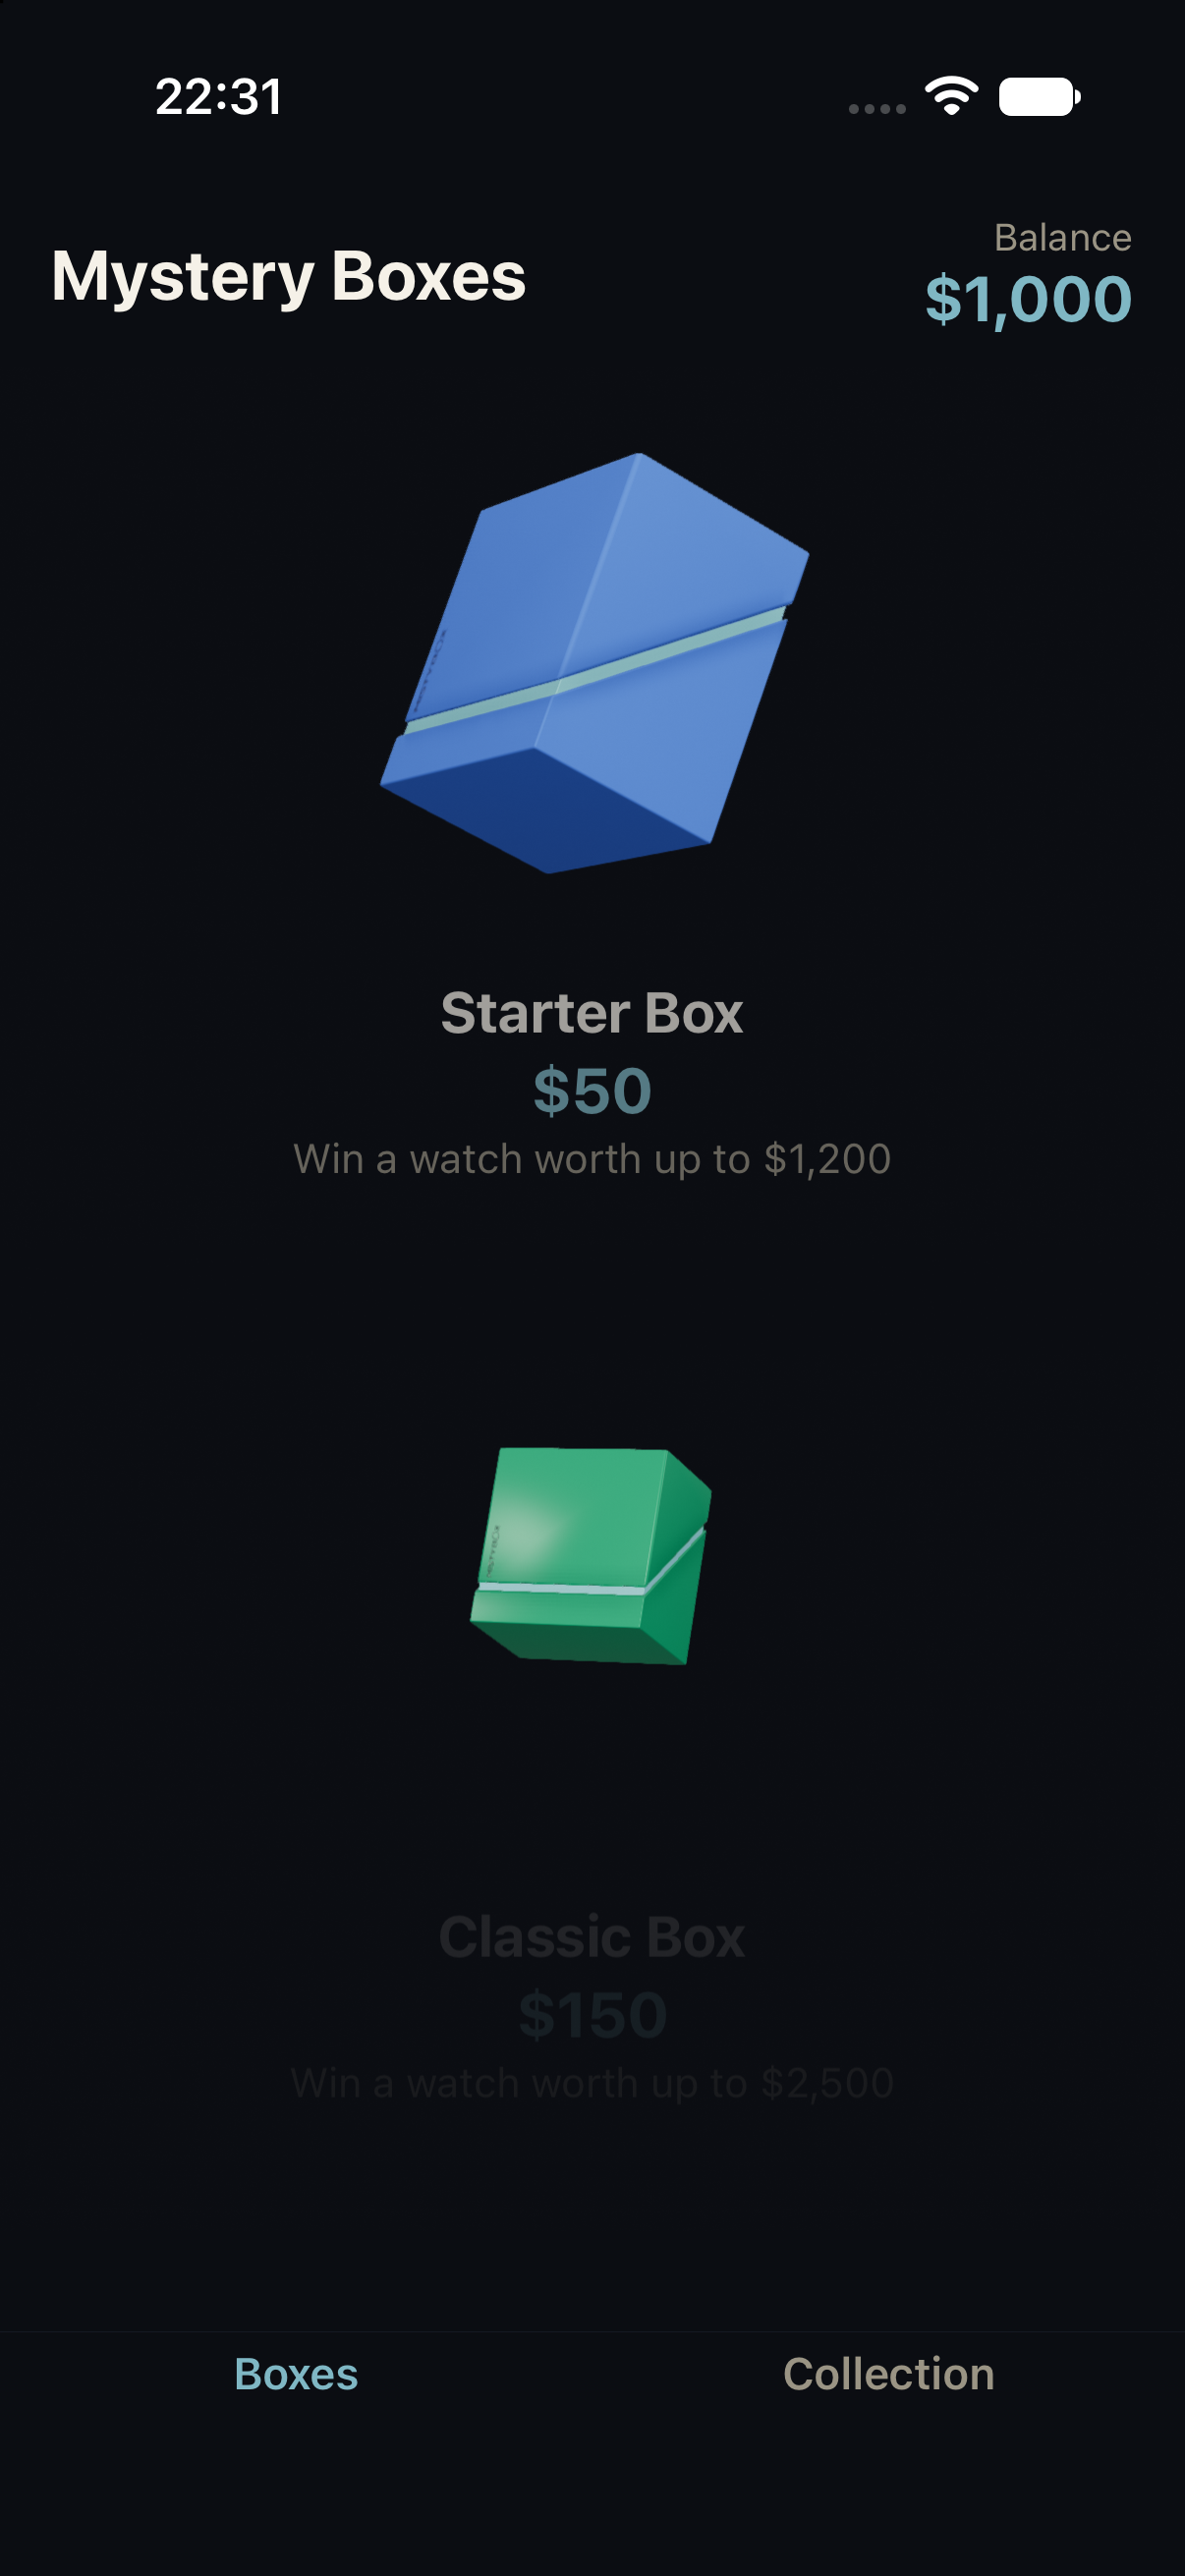 22:31
Mystery Boxes
Balance
$1,000
Starter Box
$50
Win a watch worth up to $1,200
Classic Box
$150
Win a watch worth up to $2,500
Boxes
Collection